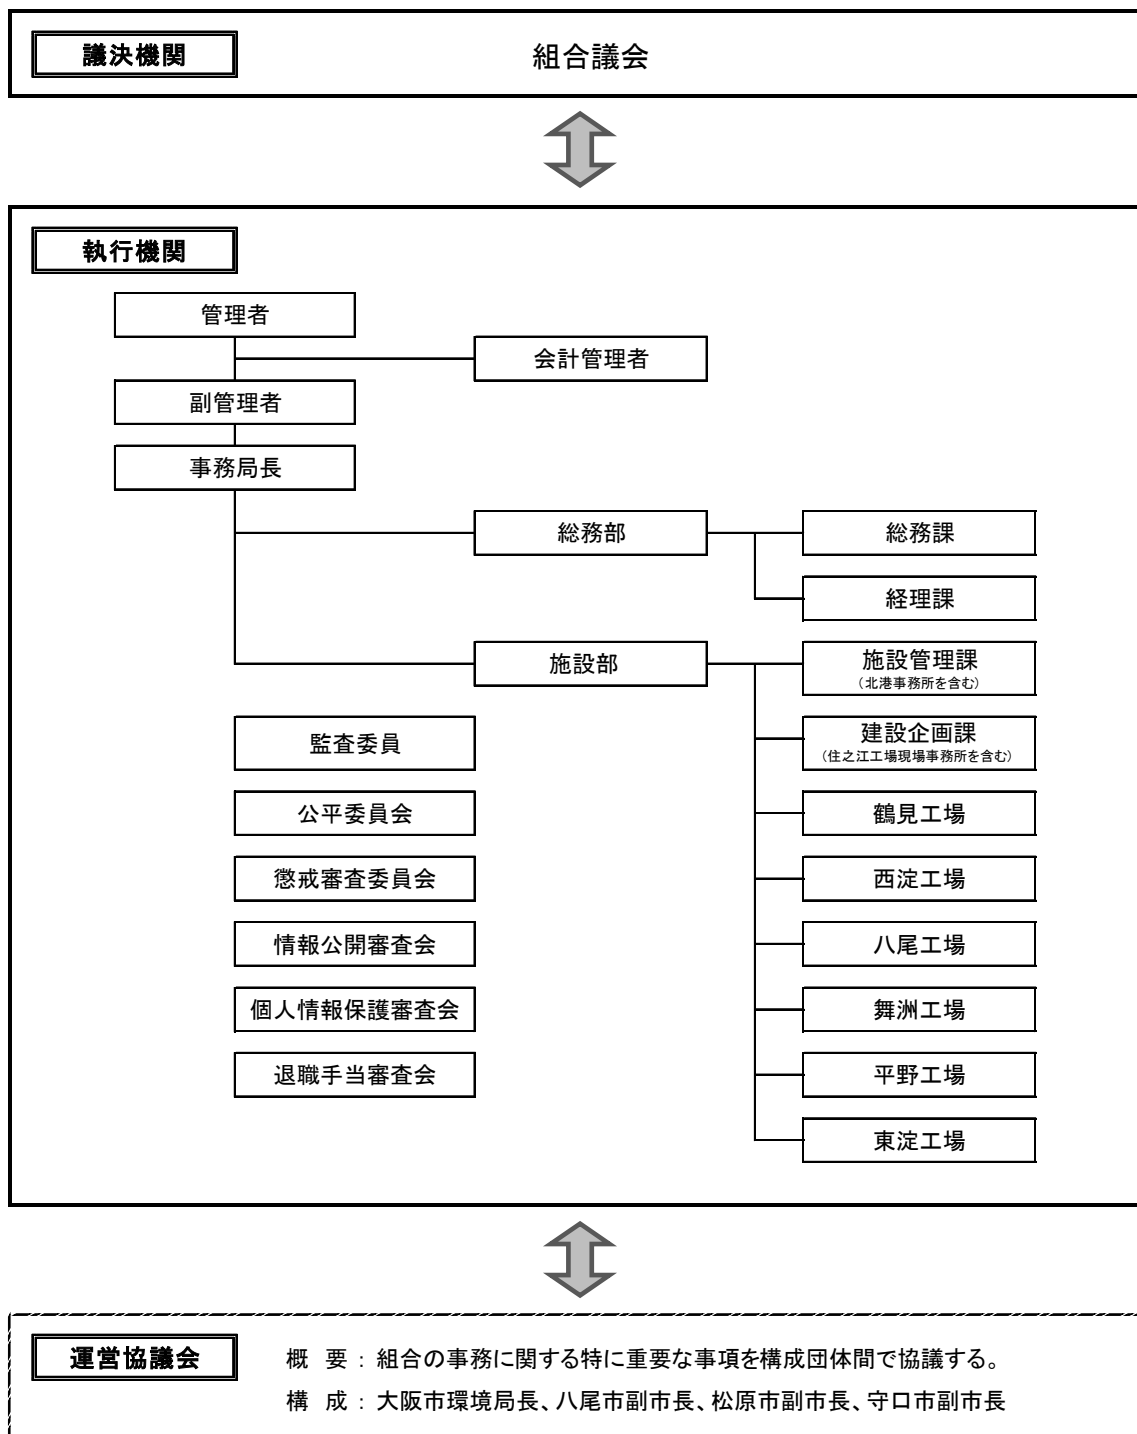 議決機関
組合議会
執行機関
管理者
会計管理者
副管理者
事務局長
総務部
総務課
経理課
施設部
施設管理課
（北港事務所を含む）
監査委員
建設企画課
（住之江工場現場事務所を含む）
公平委員会
鶴見工場
懲戒審査委員会
西淀工場
情報公開審査会
八尾工場
個人情報保護審査会
舞洲工場
退職手当審査会
平野工場
東淀工場
運営協議会
概　要 ： 組合の事務に関する特に重要な事項を構成団体間で協議する。
構　成 ： 大阪市環境局長、八尾市副市長、松原市副市長、守口市副市長